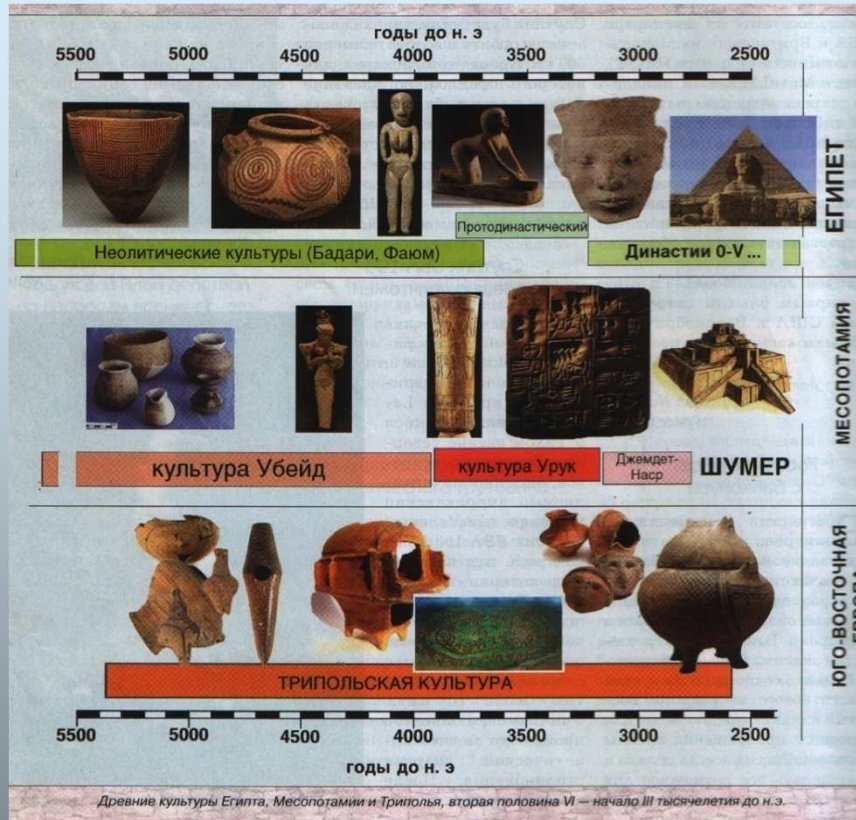 годы до н. э
5500 5000 4500 4000 3500 3000 2500
ЕГИПЕТ
Протодинастический
Неолитические культуры (Бадари, Фаюм)
Династии 0-V ...
МЕСОПОТАМИЯ
культура Убейд
культура Урук
Джемдет-
Наср
ШУМЕР
ЮГО-ВОСТОЧНАЯ
ТРИПОЛЬСКАЯ КУЛЬТУРА
5500 5000 4500 4000 3500 3000 2500
годы до н. э
Древние культуры Египта, Месопотамии и Триполья, вторая половина VI — начало III тысячелетия до н.э.